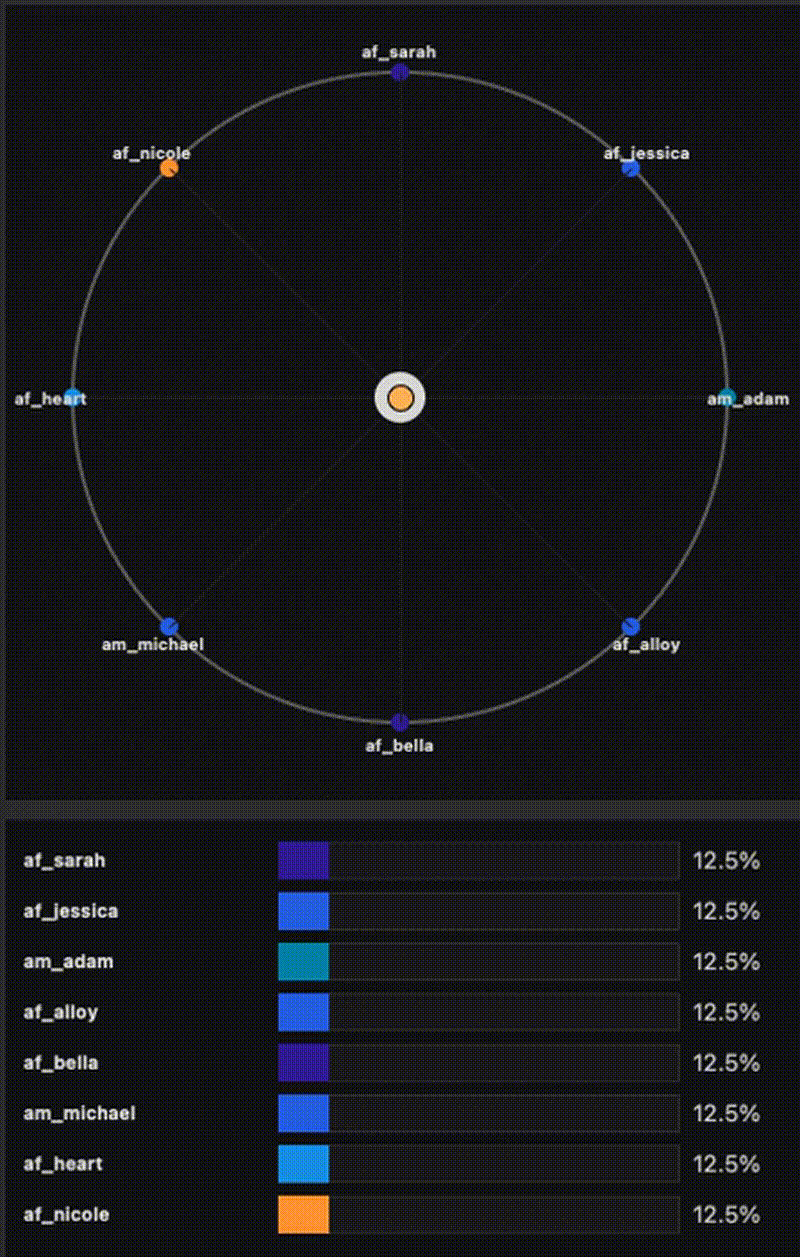 af_sarah
af_nicole
af_jessica
af_heart
am_adam
am_michael
af_alloy
af_bella
af_sarah 12.5%
af_jessica 12.5%
am_adam 12.5%
af_alloy 12.5%
af_bella 12.5%
am_michael 12.5%
af_heart 12.5%
af_nicole 12.5%